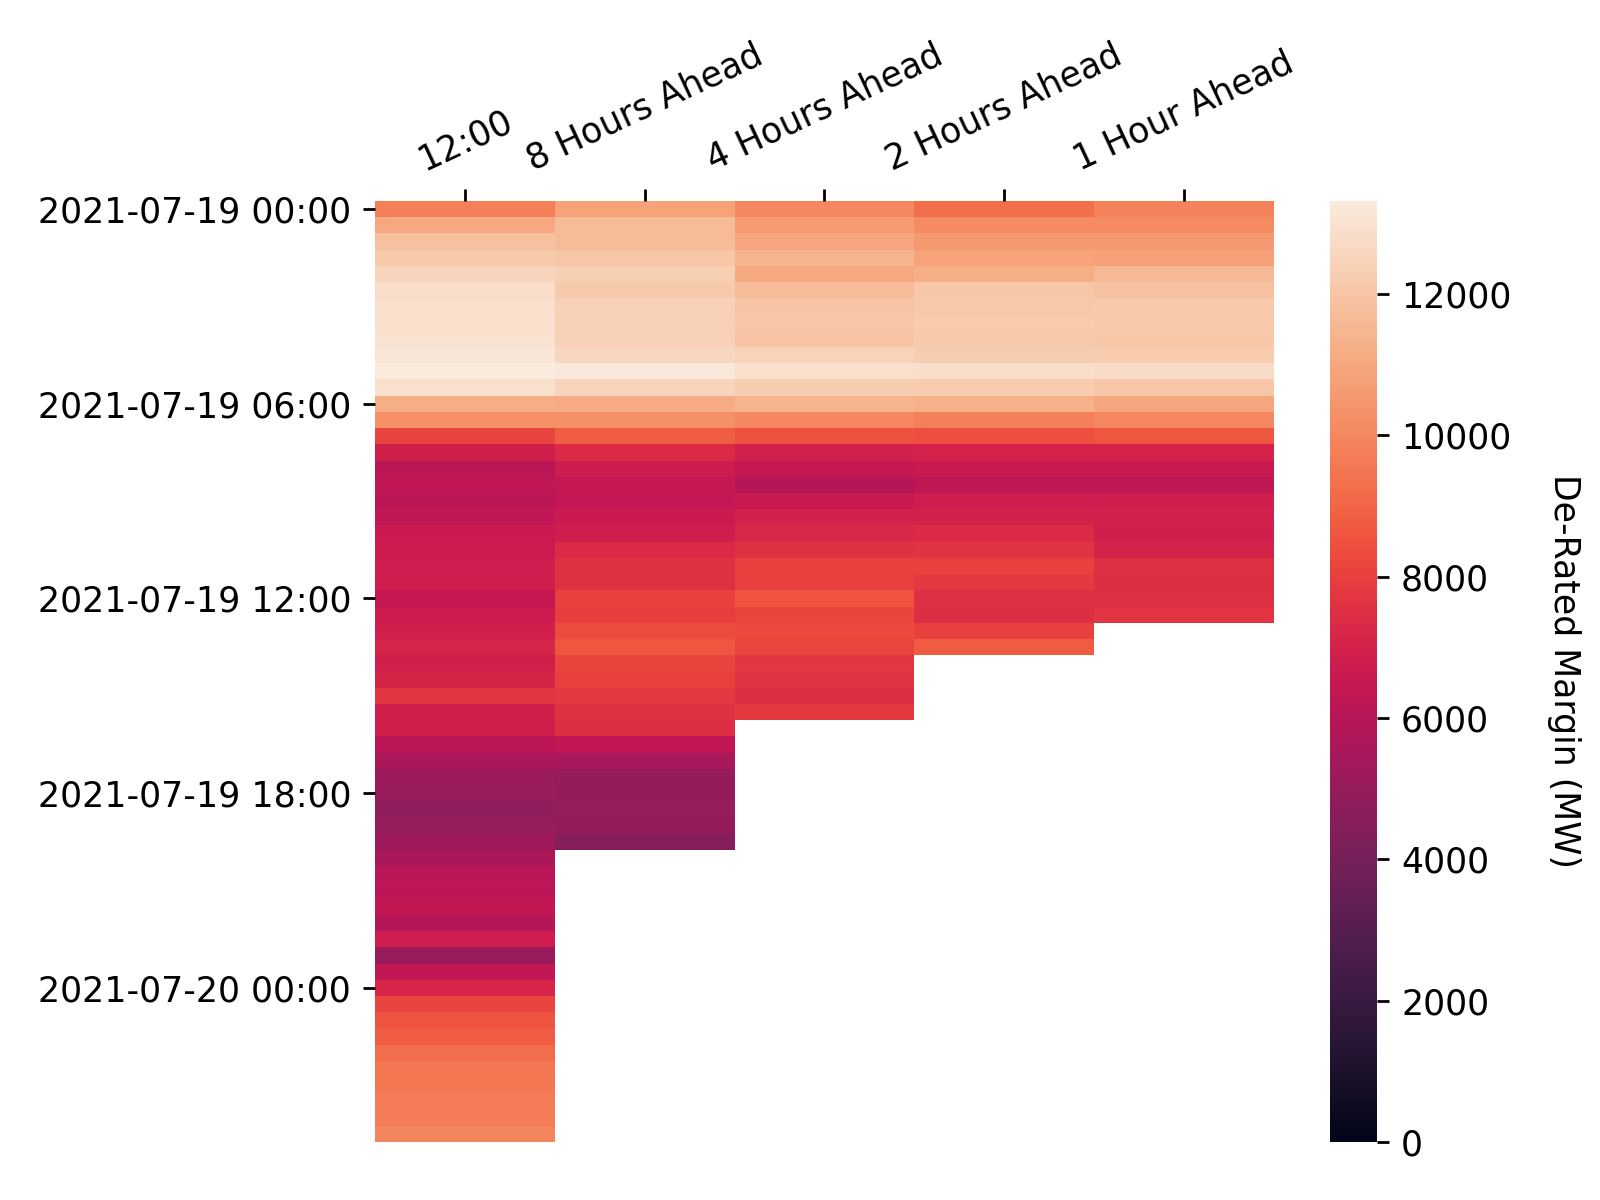 12:00
8 Hours Ahead
4 Hours Ahead
2 Hours Ahead
1 Hour Ahead
2021-07-19 00:00
2021-07-19 06:00
2021-07-19 12:00
2021-07-19 18:00
2021-07-20 00:00
12000
10000
8000
6000
4000
2000
0
De-Rated Margin (MW)